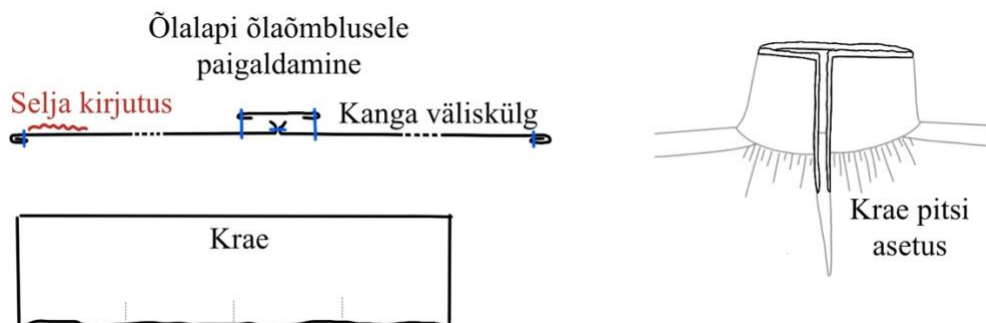 Õlalapi õlaõmblusele
paigaldamine
Selja kirjutus
Kanga väliskülg
Krae
Krae pitsi
asetus